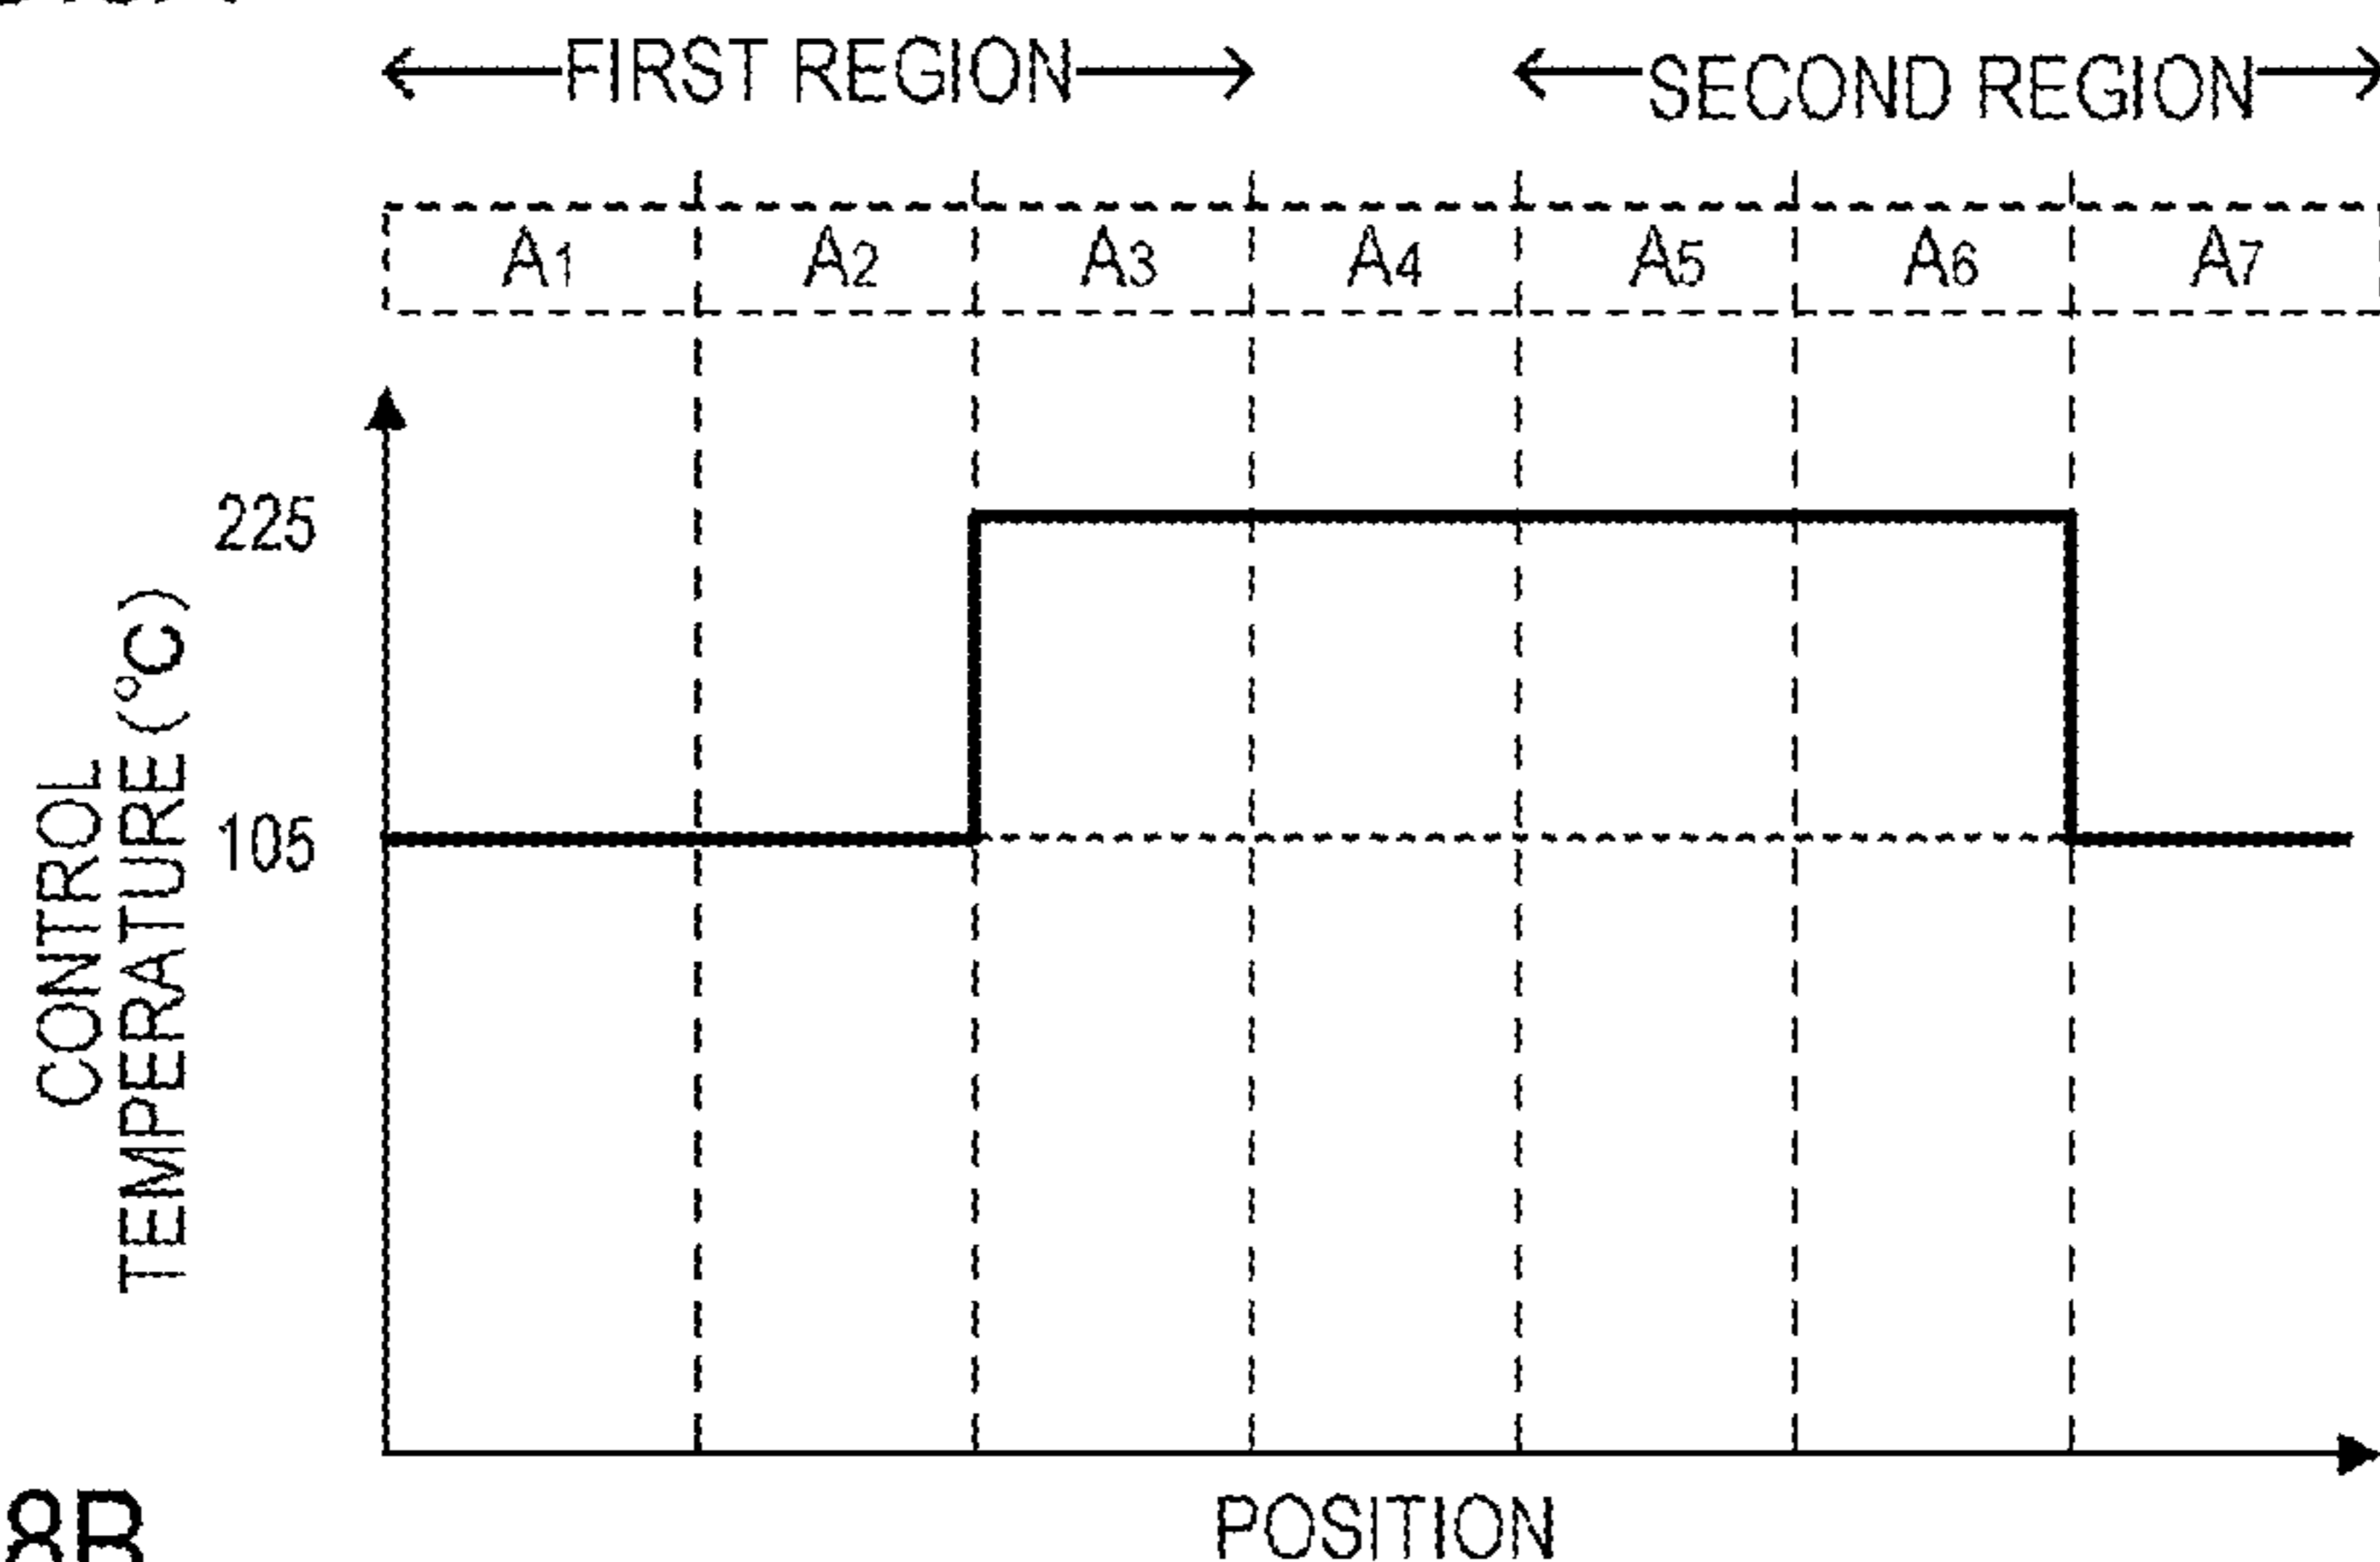 FIRST REGION
SECOND REGION
A1 A2 A3 A4 A5 A6 A7
225
105
CONTROL
TEMPERATURE (°C)
POSITION
8B